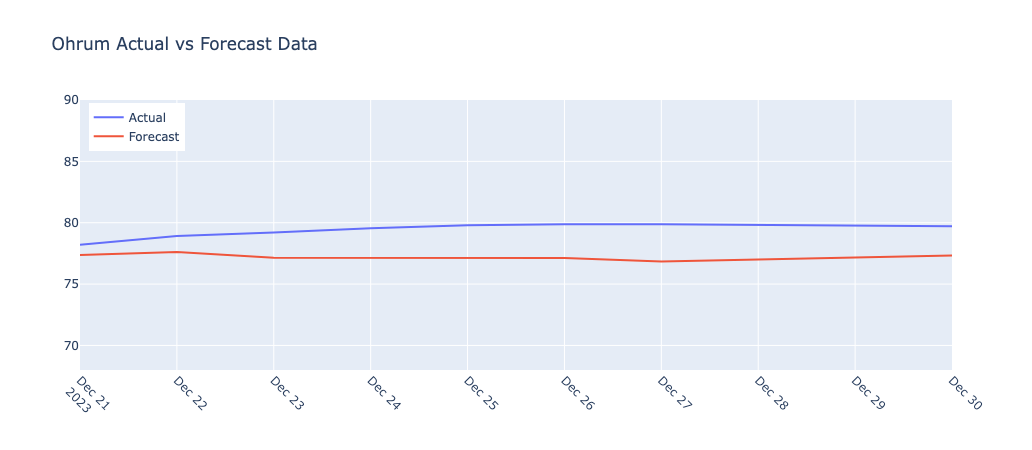 Ohrum Actual vs Forecast Data
90
85
80
75
70
Actual
Forecast
Dec 21
2023
Dec 22
Dec 23
Dec 24
Dec 25
Dec 26
Dec 27
Dec 28
Dec 29
Dec 30